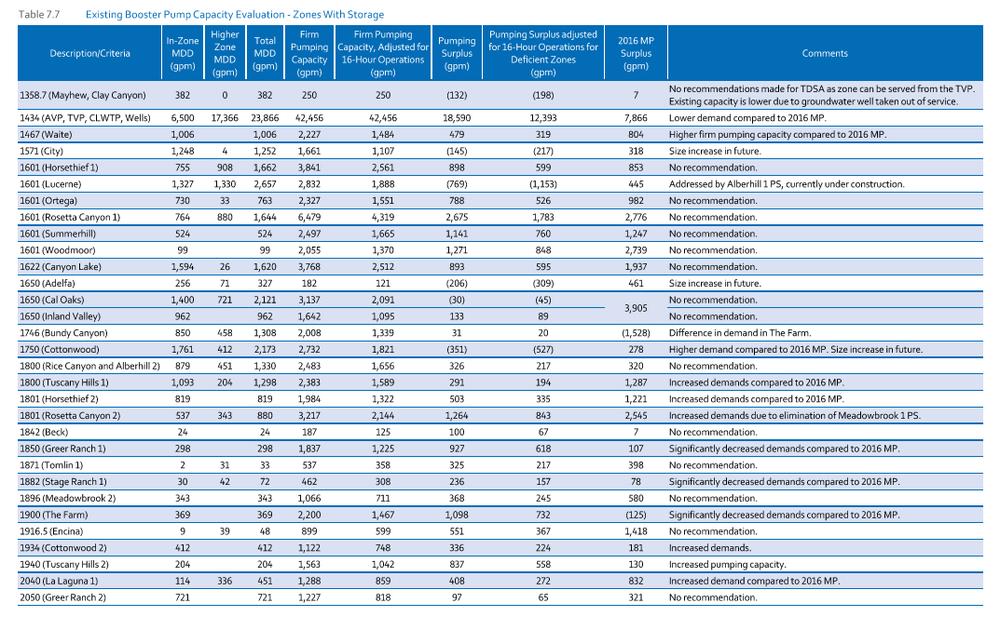 Table 7.7 Existing Booster Pump Capacity Evaluation - Zones With Storage
Description/Criteria In-Zone MDD (gpm) Higher Zone MDD (gpm) Total MDD (gpm) Firm Pumping Capacity (gpm) Firm Pumping Capacity, Adjusted for 16-Hour Operations (gpm) Pumping Surplus (gpm) Pumping Surplus adjusted for 16-Hour Operations for Deficient Zones (gpm) 2016 MP Surplus (gpm) Comments
1358.7 (Mayhew, Clay Canyon) 382 0 382 250 250 (132) (198) 7 No recommendations made for TDSA as zone can be served from the TVP.
Existing capacity is lower due to groundwater well taken out of service.
1434 (AVP, TVP, CLWTP, Wells) 6,500 17,366 23,866 42,456 42,456 18,590 12,393 7,866 Lower demand compared to 2016 MP.
1467 (Waite) 1,006 1,006 2,227 1,484 479 319 804 Higher firm pumping capacity compared to 2016 MP.
1571 (City) 1,248 4 1,252 1,661 1,107 (145) (217) 318 Size increase in future.
1601 (Horsethief 1) 755 908 1,662 3,841 2,561 898 599 853 No recommendation.
1601 (Lucerne) 1,327 1,330 2,657 2,832 1,888 (769) (1,153) 445 Addressed by Alberhill 1 PS, currently under construction.
1601 (Ortega) 730 33 763 2,327 1,551 788 526 982 No recommendation.
1601 (Rosetta Canyon 1) 764 880 1,644 6,479 4,319 2,675 1,783 2,776 No recommendation.
1601 (Summerhill) 524 524 2,497 1,665 1,141 760 1,247 No recommendation.
1601 (Woodmoor) 99 99 2,055 1,370 1,271 848 2,739 No recommendation.
1622 (Canyon Lake) 1,594 26 1,620 3,768 2,512 893 595 1,937 No recommendation.
1650 (Adelfa) 256 71 327 182 121 (206) (309) 461 Size increase in future.
1650 (Cal Oaks) 1,400 721 2,121 3,137 2,091 (30) (45) 3,905 No recommendation.
1650 (Inland Valley) 962 962 1,642 1,095 133 89 No recommendation.
1746 (Bundy Canyon) 850 458 1,308 2,008 1,339 31 20 (1,528) Difference in demand in The Farm.
1750 (Cottonwood) 1,761 412 2,173 2,732 1,821 (351) (527) 278 Higher demand compared to 2016 MP. Size increase in future.
1800 (Rice Canyon and Alberhill 2) 879 451 1,330 2,483 1,656 326 217 320 No recommendation.
1800 (Tuscany Hills 1) 1,093 204 1,298 2,383 1,589 291 194 1,287 Increased demands compared to 2016 MP.
1801 (Horsethief 2) 819 819 1,984 1,322 503 335 1,221 Increased demands compared to 2016 MP.
1801 (Rosetta Canyon 2) 537 343 880 3,217 2,144 1,264 843 2,545 Increased demands due to elimination of Meadowbrook 1 PS.
1842 (Beck) 24 24 187 125 100 67 7 No recommendation.
1850 (Greer Ranch 1) 298 298 1,837 1,225 927 618 107 Significantly decreased demands compared to 2016 MP.
1871 (Tomlin 1) 2 31 33 537 358 325 217 398 No recommendation.
1882 (Stage Ranch 1) 30 42 72 462 308 236 157 78 Significantly decreased demands compared to 2016 MP.
1896 (Meadowbrook 2) 343 343 1,066 711 368 245 580 No recommendation.
1900 (The Farm) 369 369 2,200 1,467 1,098 732 (125) Significantly decreased demands compared to 2016 MP.
1916.5 (Encina) 9 39 48 899 599 551 367 1,418 No recommendation.
1934 (Cottonwood 2) 412 412 1,122 748 336 224 181 Increased demands.
1940 (Tuscany Hills 2) 204 204 1,563 1,042 837 558 130 Increased pumping capacity.
2040 (La Laguna 1) 114 336 451 1,288 859 408 272 832 Increased demand compared to 2016 MP.
2050 (Greer Ranch 2) 721 721 1,227 818 97 65 321 No recommendation.